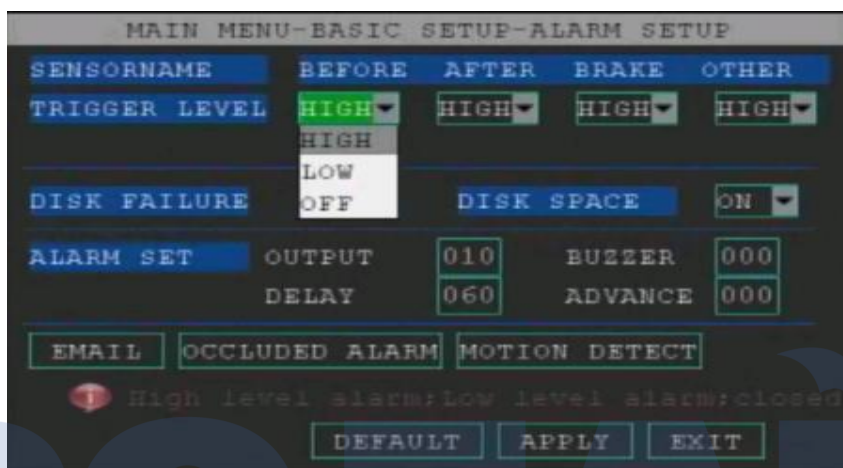 MAIN MENU-BASIC SETUP-ALARM SETUP
SENSORNAME BEFORE AFTER BRAKE OTHER
TRIGGER LEVEL HIGH HIGH HIGH HIGH
HIGH
LOW
DISK FAILURE OFF DISK SPACE ON
ALARM SET OUTPUT 010 BUZZER 000
DELAY 060 ADVANCE 000
EMAIL OCCLUDED ALARM MOTION DETECT
High level alarm;Low level alarm;closed
DEFAULT APPLY EXIT